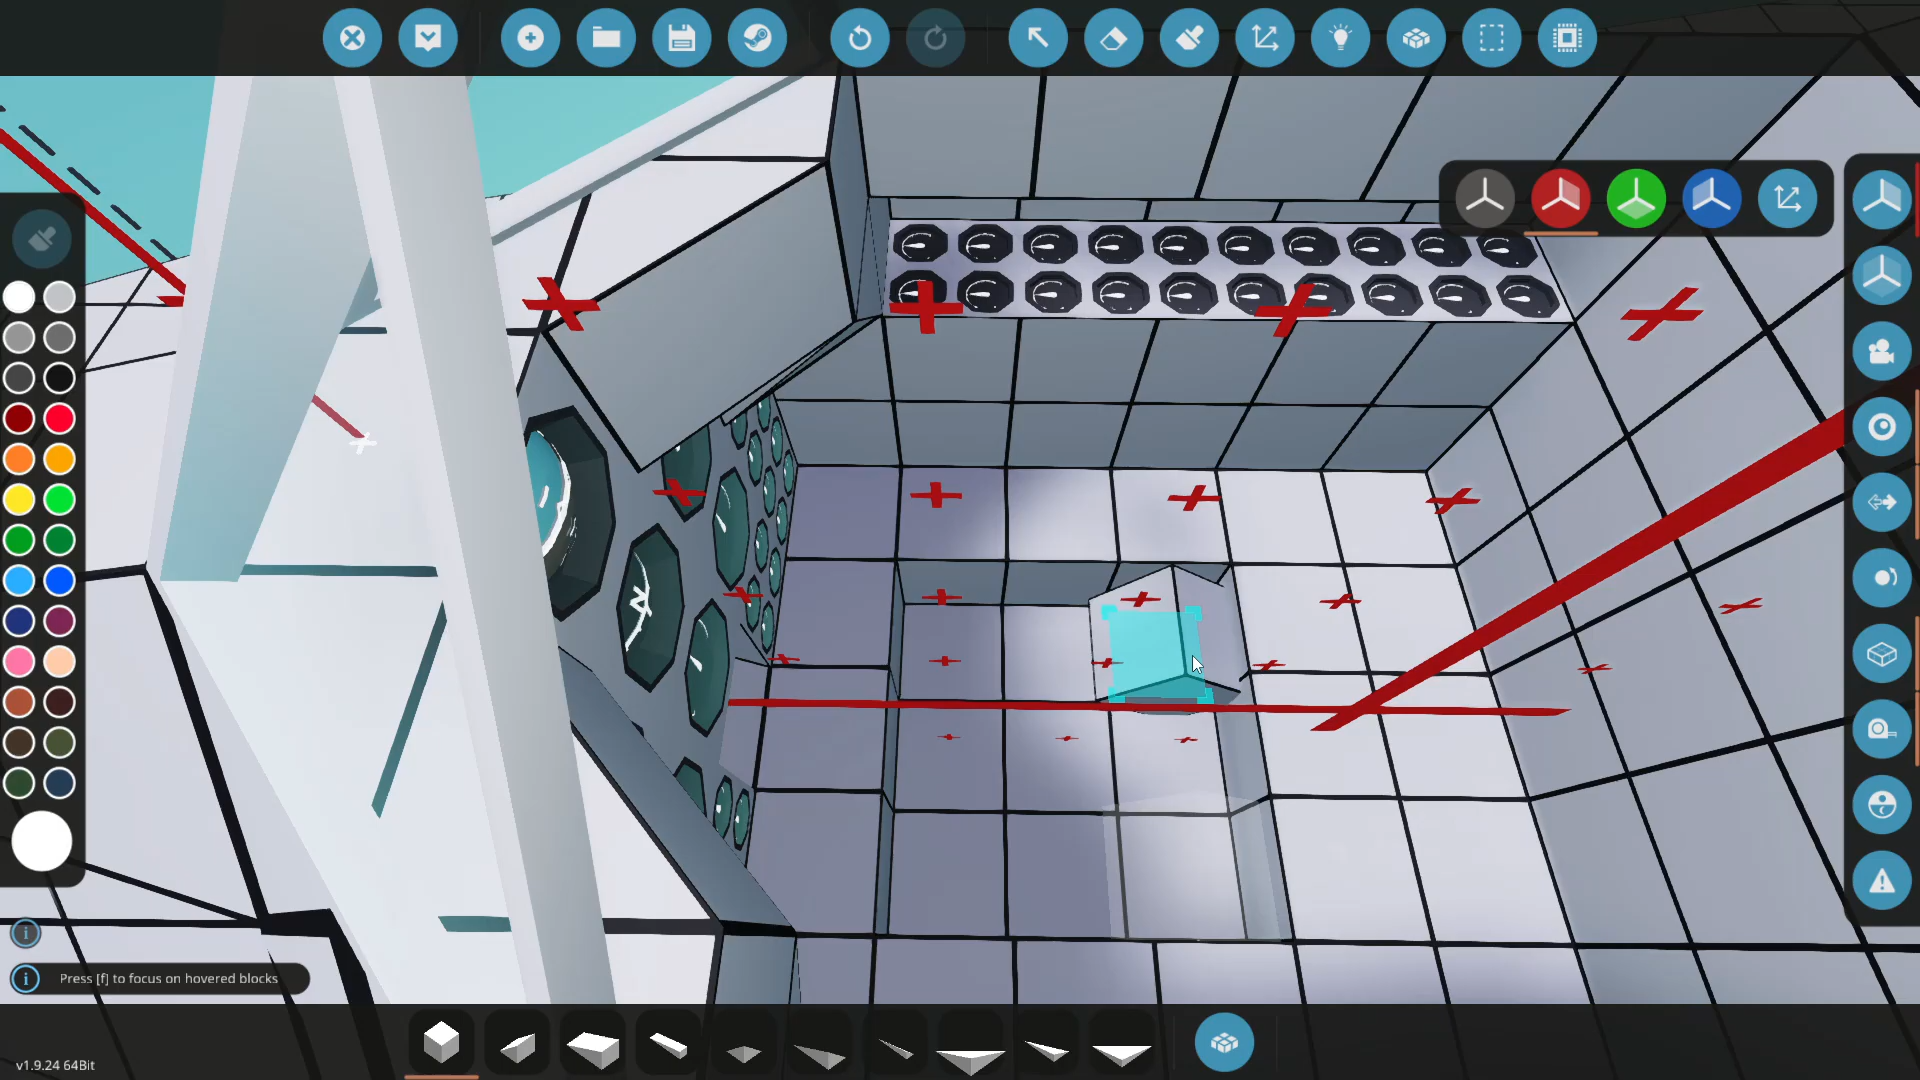 Press [f] to focus on hovered blocks
v1.9.24 64Bit